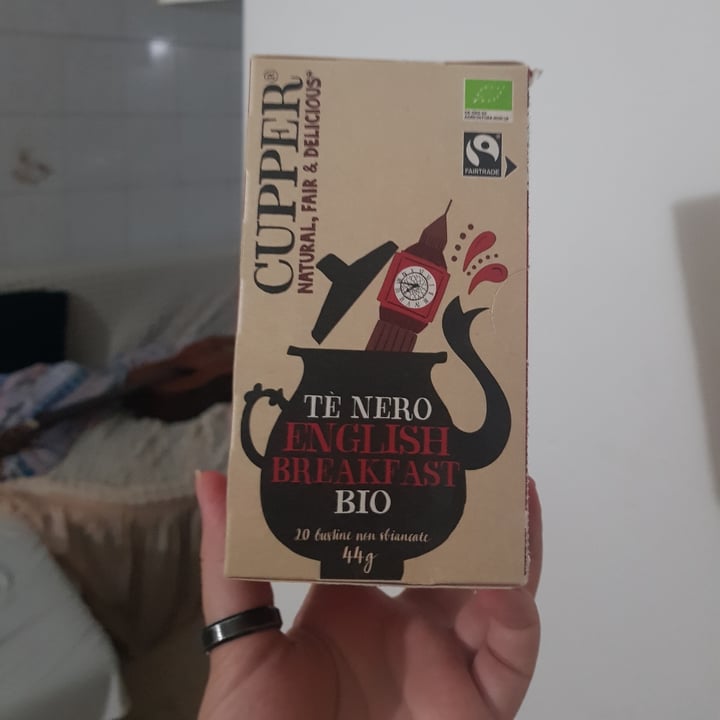 CUPPER®
NATURAL, FAIR & DELICIOUS*
FAIRTRADE
TÈ NERO
ENGLISH
BREAKFAST
BIO
20 bustine non sbiancate
44g